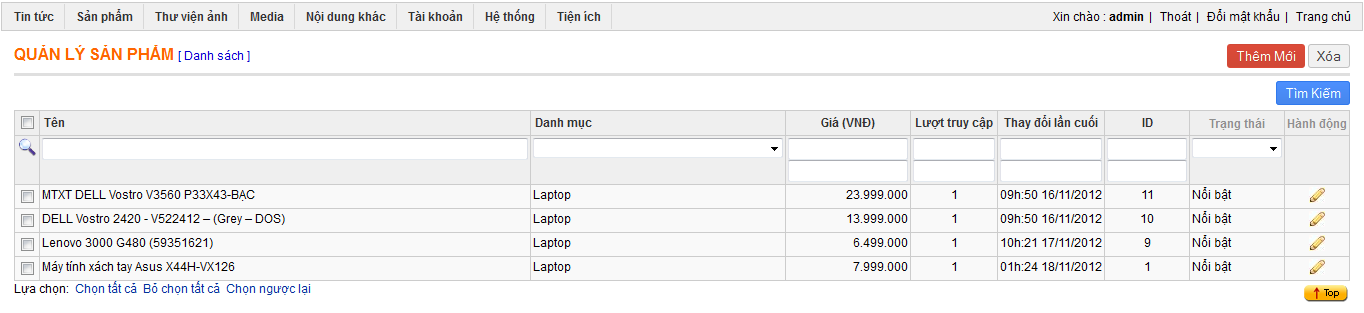 Tin tức Sản phẩm Thư viện ảnh Media Nội dung khác Tài khoản Hệ thống Tiện ích Xin chào : admin | Thoát | Đổi mật khẩu | Trang chủ
QUẢN LÝ SẢN PHẨM [ Danh sách ] Thêm Mới Xóa
Tìm Kiếm
Tên Danh mục Giá (VNĐ) Lượt truy cập Thay đổi lần cuối ID Trạng thái Hành động
MTXT DELL Vostro V3560 P33X43-BẠC Laptop 23.999.000 1 09h:50 16/11/2012 11 Nổi bật
DELL Vostro 2420 - V522412 – (Grey – DOS) Laptop 13.999.000 1 09h:50 16/11/2012 10 Nổi bật
Lenovo 3000 G480 (59351621) Laptop 6.499.000 1 10h:21 17/11/2012 9 Nổi bật
Máy tính xách tay Asus X44H-VX126 Laptop 7.999.000 1 01h:24 18/11/2012 1 Nổi bật
Lựa chọn: Chọn tất cả Bỏ chọn tất cả Chọn ngược lại Top